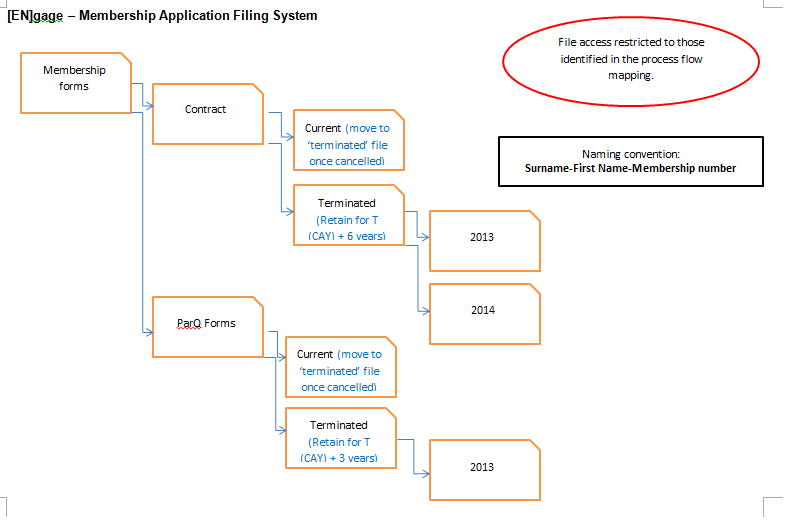 [EN]gage – Membership Application Filing System
File access restricted to those
identified in the process flow
mapping.
Membership
forms
Contract
Current (move to
‘terminated’ file
once cancelled)
Naming convention:
Surname-First Name-Membership number
Terminated
(Retain for T
(CAY) + 6 years)
2013
2014
ParQ Forms
Current (move to
‘terminated’ file
once cancelled)
Terminated
(Retain for T
(CAY) + 3 years)
2013